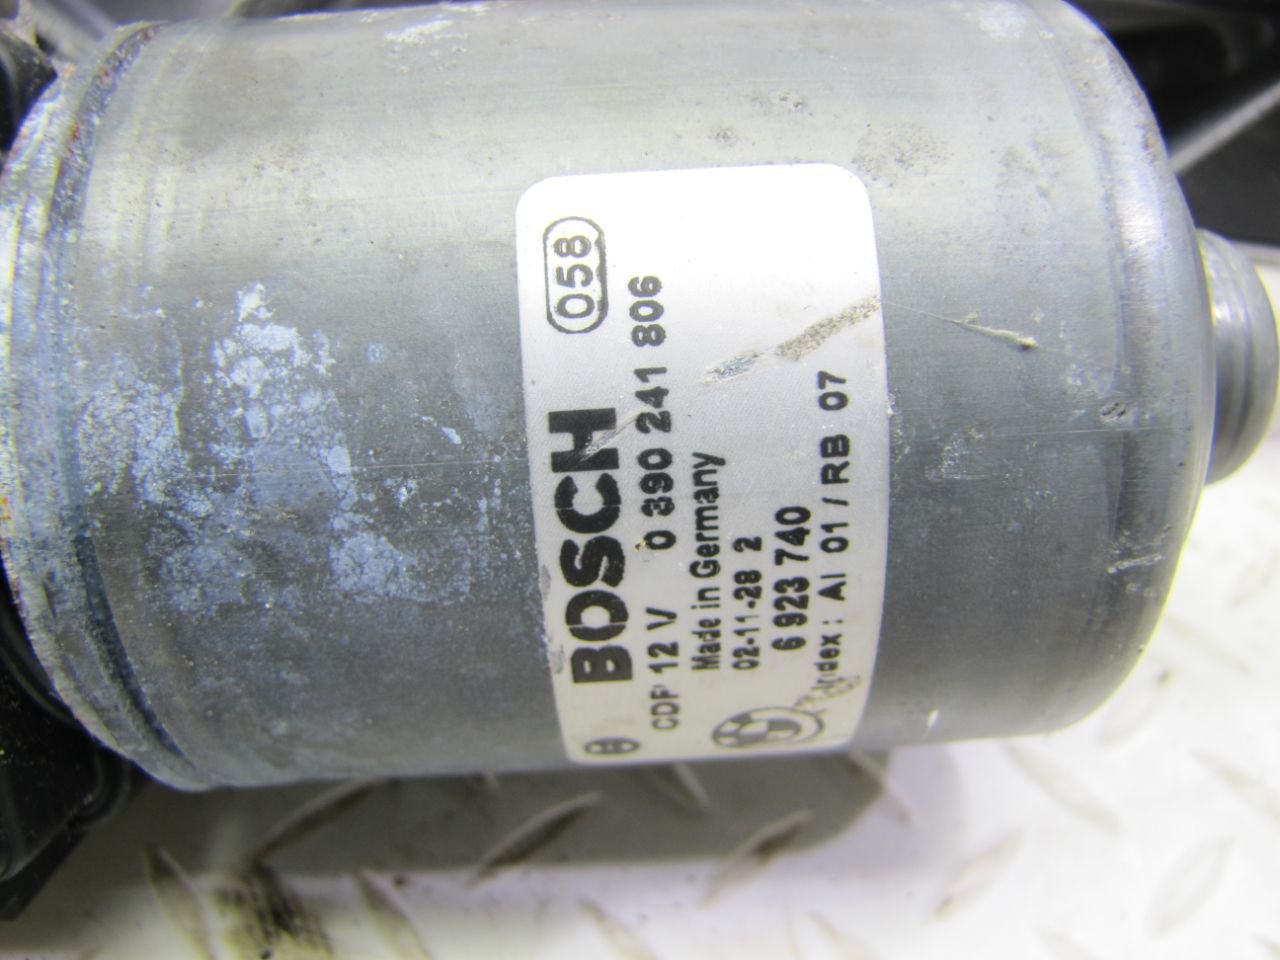 BOSCH 058
CDP 12 V 0 390 241 806
Made in Germany
02-11-28 2
6 923 740
Index: AI 01 / RB 07